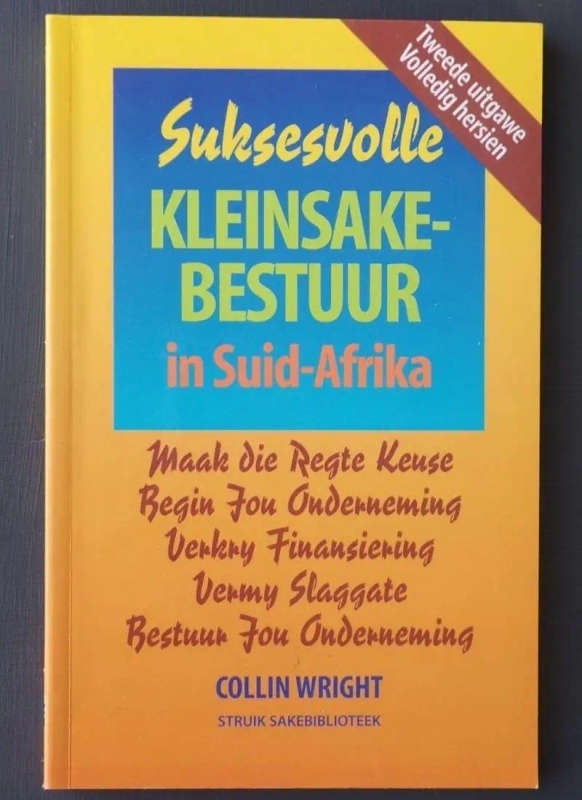 Tweede uitgawe
Volledig hersien
Suksesvolle
KLEINSAKE-
BESTUUR
in Suid-Afrika
Maak die Regte Keuse
Begin Jou Onderneming
Verkry Finansiering
Vermy Slaggate
Bestuur Jou Onderneming
COLLIN WRIGHT
STRUIK SAKEBIBLIOTEEK